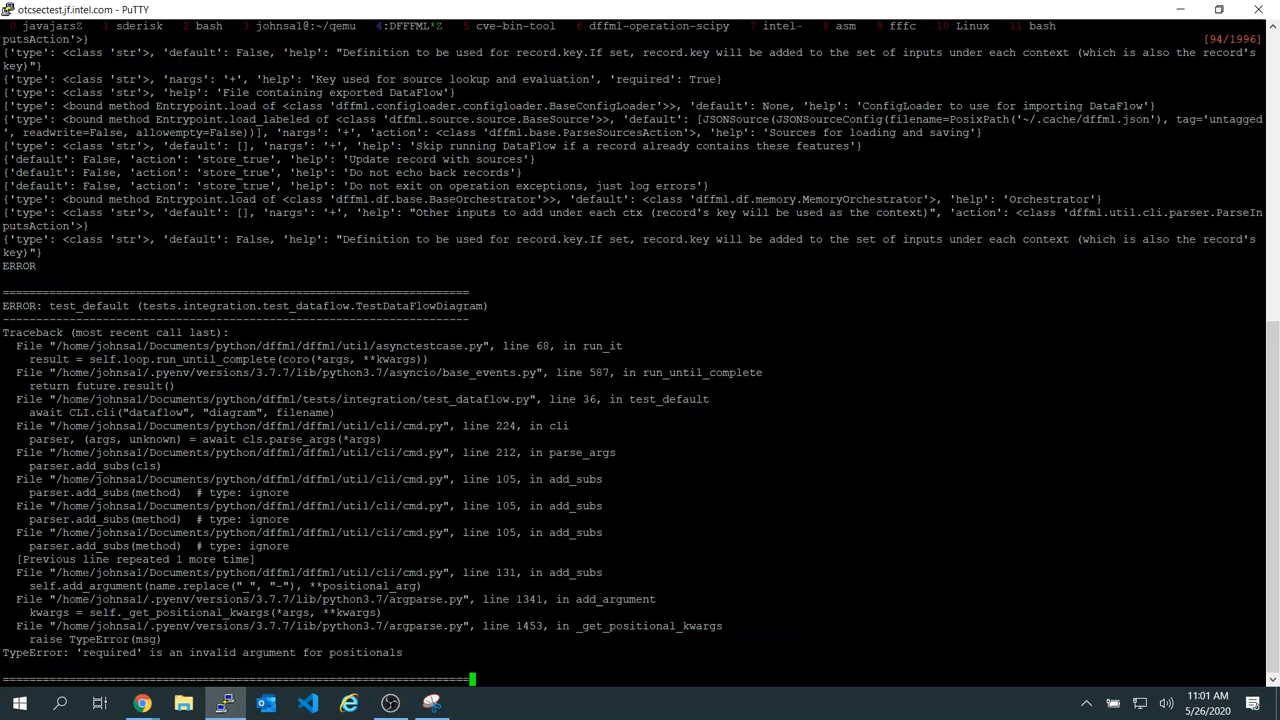 otcsectest.jf.intel.com - PuTTY
0 javajarsZ 1 sderisk 2 bash 3 johnsa1@:~/qemu 4:DFFFML*Z 5 cve-bin-tool 6 dffml-operation-scipy 7 intel- 8 asm 9 fffc 10 Linux 11 bash
putsAction'>} [94/1996]
{'type': <class 'str'>, 'default': False, 'help': "Definition to be used for record.key.If set, record.key will be added to the set of inputs under each context (which is also the record's
key)"}
{'type': <class 'str'>, 'nargs': '+', 'help': 'Key used for source lookup and evaluation', 'required': True}
{'type': <class 'str'>, 'help': 'File containing exported DataFlow'}
{'type': <bound method Entrypoint.load of <class 'dffml.configloader.configloader.BaseConfigLoader'>>, 'default': None, 'help': 'ConfigLoader to use for importing DataFlow'}
{'type': <bound method Entrypoint.load_labeled of <class 'dffml.source.source.BaseSource'>>, 'default': [JSONSource(JSONSourceConfig(filename=PosixPath('~/.cache/dffml.json'), tag='untagged
', readwrite=False, allowempty=False))], 'nargs': '+', 'action': <class 'dffml.base.ParseSourcesAction'>, 'help': 'Sources for loading and saving'}
{'type': <class 'str'>, 'default': [], 'nargs': '+', 'help': 'Skip running DataFlow if a record already contains these features'}
{'default': False, 'action': 'store_true', 'help': 'Update record with sources'}
{'default': False, 'action': 'store_true', 'help': 'Do not echo back records'}
{'default': False, 'action': 'store_true', 'help': 'Do not exit on operation exceptions, just log errors'}
{'type': <bound method Entrypoint.load of <class 'dffml.df.base.BaseOrchestrator'>>, 'default': <class 'dffml.df.memory.MemoryOrchestrator'>, 'help': 'Orchestrator'}
{'type': <class 'str'>, 'default': [], 'nargs': '+', 'help': "Other inputs to add under each ctx (record's key will be used as the context)", 'action': <class 'dffml.util.cli.parser.ParseIn
putsAction'>}
{'type': <class 'str'>, 'default': False, 'help': "Definition to be used for record.key.If set, record.key will be added to the set of inputs under each context (which is also the record's
key)"}
ERROR
======================================================================
ERROR: test_default (tests.integration.test_dataflow.TestDataFlowDiagram)
----------------------------------------------------------------------
Traceback (most recent call last):
File "/home/johnsa1/Documents/python/dffml/dffml/util/asynctestcase.py", line 68, in run_it
result = self.loop.run_until_complete(coro(*args, **kwargs))
File "/home/johnsa1/.pyenv/versions/3.7.7/lib/python3.7/asyncio/base_events.py", line 587, in run_until_complete
return future.result()
File "/home/johnsa1/Documents/python/dffml/tests/integration/test_dataflow.py", line 36, in test_default
await CLI.cli("dataflow", "diagram", filename)
File "/home/johnsa1/Documents/python/dffml/dffml/util/cli/cmd.py", line 224, in cli
parser, (args, unknown) = await cls.parse_args(*args)
File "/home/johnsa1/Documents/python/dffml/dffml/util/cli/cmd.py", line 212, in parse_args
parser.add_subs(cls)
File "/home/johnsa1/Documents/python/dffml/dffml/util/cli/cmd.py", line 105, in add_subs
parser.add_subs(method) # type: ignore
File "/home/johnsa1/Documents/python/dffml/dffml/util/cli/cmd.py", line 105, in add_subs
parser.add_subs(method) # type: ignore
File "/home/johnsa1/Documents/python/dffml/dffml/util/cli/cmd.py", line 105, in add_subs
parser.add_subs(method) # type: ignore
[Previous line repeated 1 more time]
File "/home/johnsa1/Documents/python/dffml/dffml/util/cli/cmd.py", line 131, in add_subs
self.add_argument(name.replace("_", "-"), **positional_arg)
File "/home/johnsa1/.pyenv/versions/3.7.7/lib/python3.7/argparse.py", line 1341, in add_argument
kwargs = self._get_positional_kwargs(*args, **kwargs)
File "/home/johnsa1/.pyenv/versions/3.7.7/lib/python3.7/argparse.py", line 1453, in _get_positional_kwargs
raise TypeError(msg)
TypeError: 'required' is an invalid argument for positionals
======================================================================
11:01 AM
5/26/2020